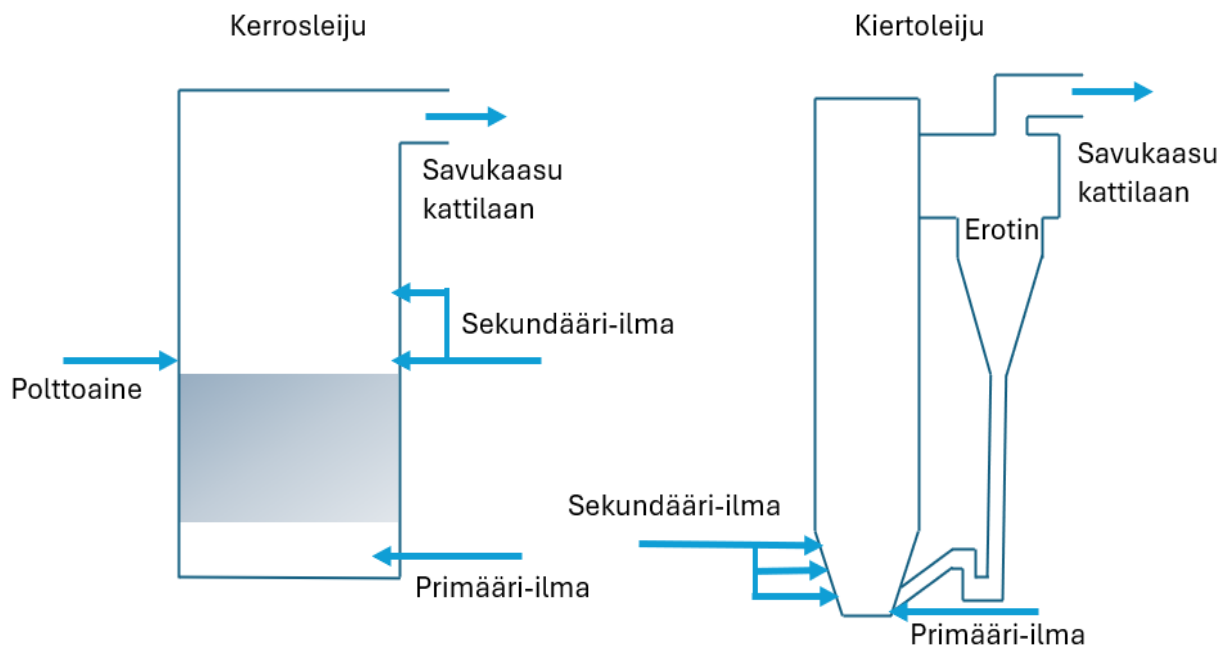 Kerrosleiju
Savukaasu
kattilaan
Sekundääri-ilma
Polttoaine
Primääri-ilma
Kiertoleiju
Savukaasu
kattilaan
Erotin
Sekundääri-ilma
Primääri-ilma